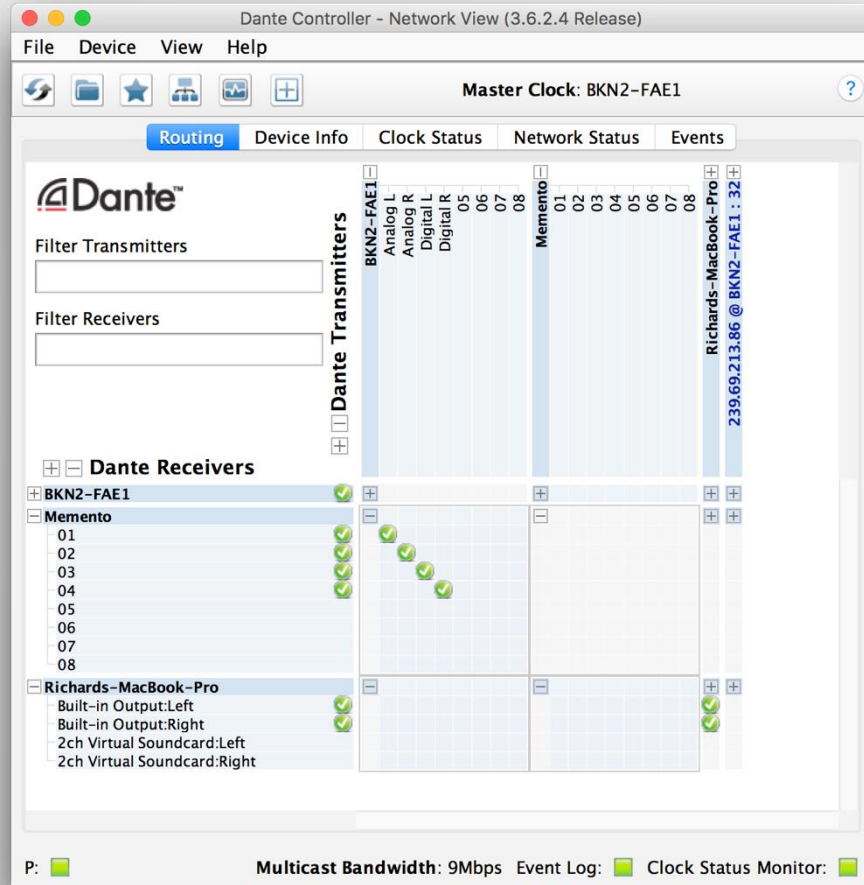 Dante Controller - Network View (3.6.2.4 Release)
File Device View Help
Master Clock: BKN2-FAE1 ?
Routing Device Info Clock Status Network Status Events
Dante™
Filter Transmitters
Filter Receivers
Dante Transmitters
BKN2-FAE1
Analog L
Analog R
Digital L
Digital R
05
06
07
08
Memento
01
02
03
04
05
06
07
08
Richards-MacBook-Pro
239.69.213.86 @ BKN2-FAE1 : 32
Dante Receivers
BKN2-FAE1
Memento
01
02
03
04
05
06
07
08
Richards-MacBook-Pro
Built-in Output:Left
Built-in Output:Right
2ch Virtual Soundcard:Left
2ch Virtual Soundcard:Right
P: Multicast Bandwidth: 9Mbps Event Log: Clock Status Monitor: